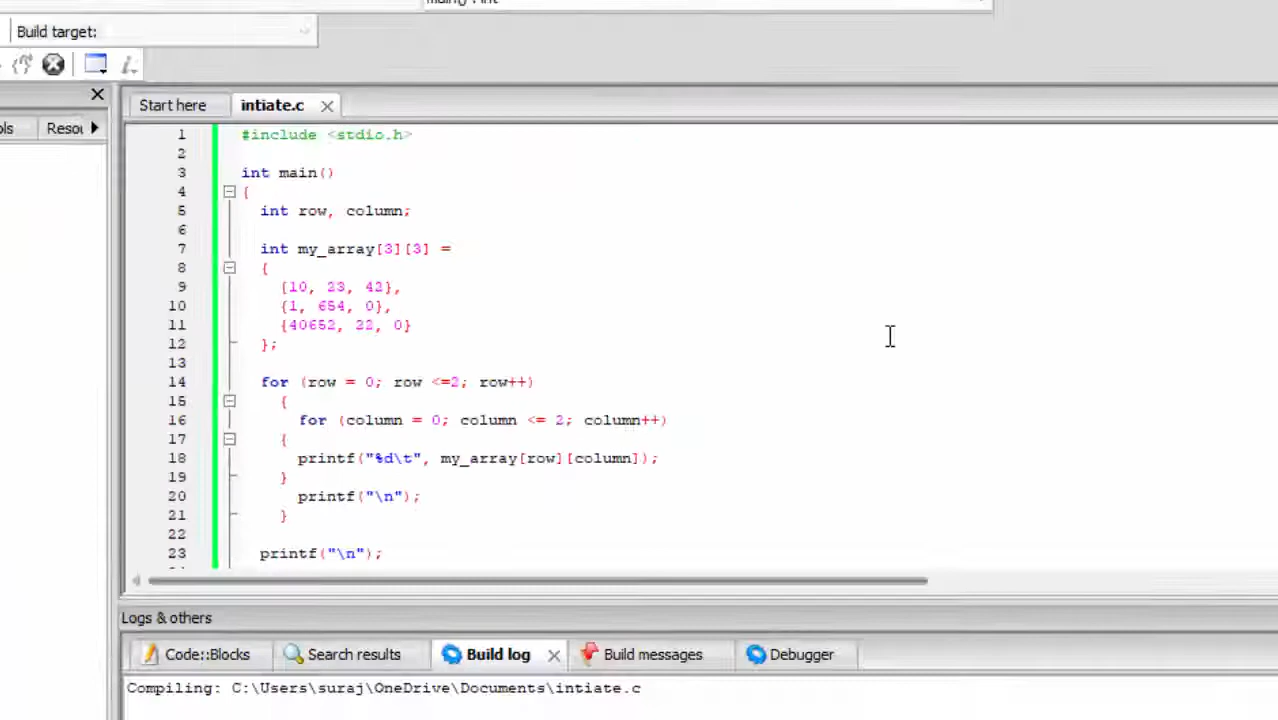 Build target:
Start here
intiate.c
ols
Resou
1 #include <stdio.h>
2
3 int main()
4 {
5 int row, column;
6
7 int my_array[3][3] =
8 {
9 {10, 23, 42},
10 {1, 654, 0},
11 {40652, 22, 0}
12 };
13
14 for (row = 0; row <=2; row++)
15 {
16 for (column = 0; column <= 2; column++)
17 {
18 printf("%d\t", my_array[row][column]);
19 }
20 printf("\n");
21 }
22
23 printf("\n");
Logs & others
Code::Blocks
Search results
Build log
Build messages
Debugger
Compiling: C:\Users\suraj\OneDrive\Documents\intiate.c